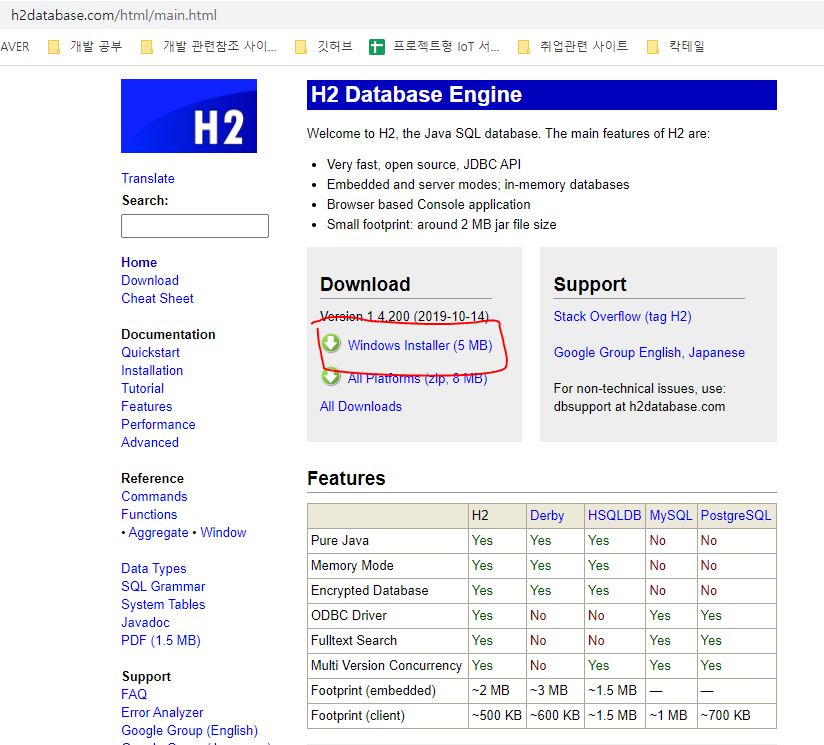 h2database.com/html/main.html
AVER 개발 공부 개발 관련참조 사이... 깃허브 프로젝트형 IoT 서... 취업관련 사이트 칵테일
H2
Translate
Search:
Home
Download
Cheat Sheet
Documentation
Quickstart
Installation
Tutorial
Features
Performance
Advanced
Reference
Commands
Functions
• Aggregate • Window
Data Types
SQL Grammar
System Tables
Javadoc
PDF (1.5 MB)
Support
FAQ
Error Analyzer
Google Group (English)
H2 Database Engine
Welcome to H2, the Java SQL database. The main features of H2 are:
• Very fast, open source, JDBC API
• Embedded and server modes; in-memory databases
• Browser based Console application
• Small footprint: around 2 MB jar file size
Download
Version 1.4.200 (2019-10-14)
Windows Installer (5 MB)
All Platforms (zip, 8 MB)
All Downloads
Support
Stack Overflow (tag H2)
Google Group English, Japanese
For non-technical issues, use:
dbsupport at h2database.com
Features
H2 Derby HSQLDB MySQL PostgreSQL
Pure Java Yes Yes Yes No No
Memory Mode Yes Yes Yes No No
Encrypted Database Yes Yes Yes No No
ODBC Driver Yes No No Yes Yes
Fulltext Search Yes No No Yes Yes
Multi Version Concurrency Yes No Yes Yes Yes
Footprint (embedded) ~2 MB ~3 MB ~1.5 MB — —
Footprint (client) ~500 KB ~600 KB ~1.5 MB ~1 MB ~700 KB